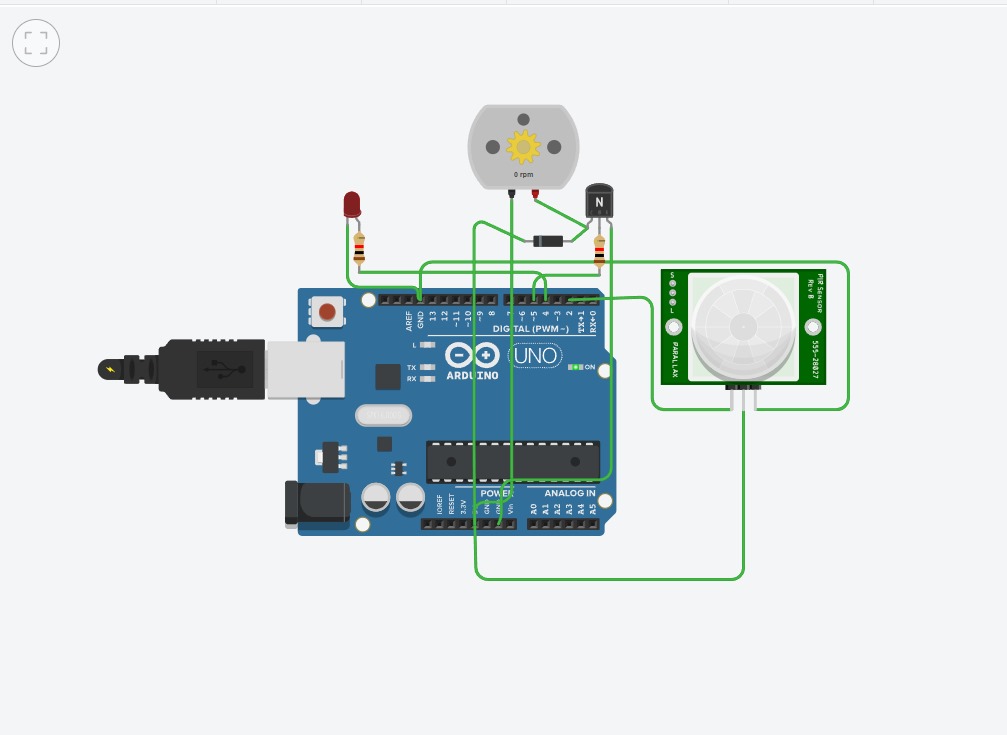 0 rpm
N
S
L
PIR SENSOR
Rev B
PARALLAX
555-28027
AREF
GND
13
12
~11
~10
~9
8
7
~6
~5
4
~3
2
TX→1
RX←0
DIGITAL (PWM~)
L
TX
RX
UNO
ARDUINO
ON
POWER
ANALOG IN
IOREF
RESET
3.3V
GND
GND
Vin
A0
A1
A2
A3
A4
A5